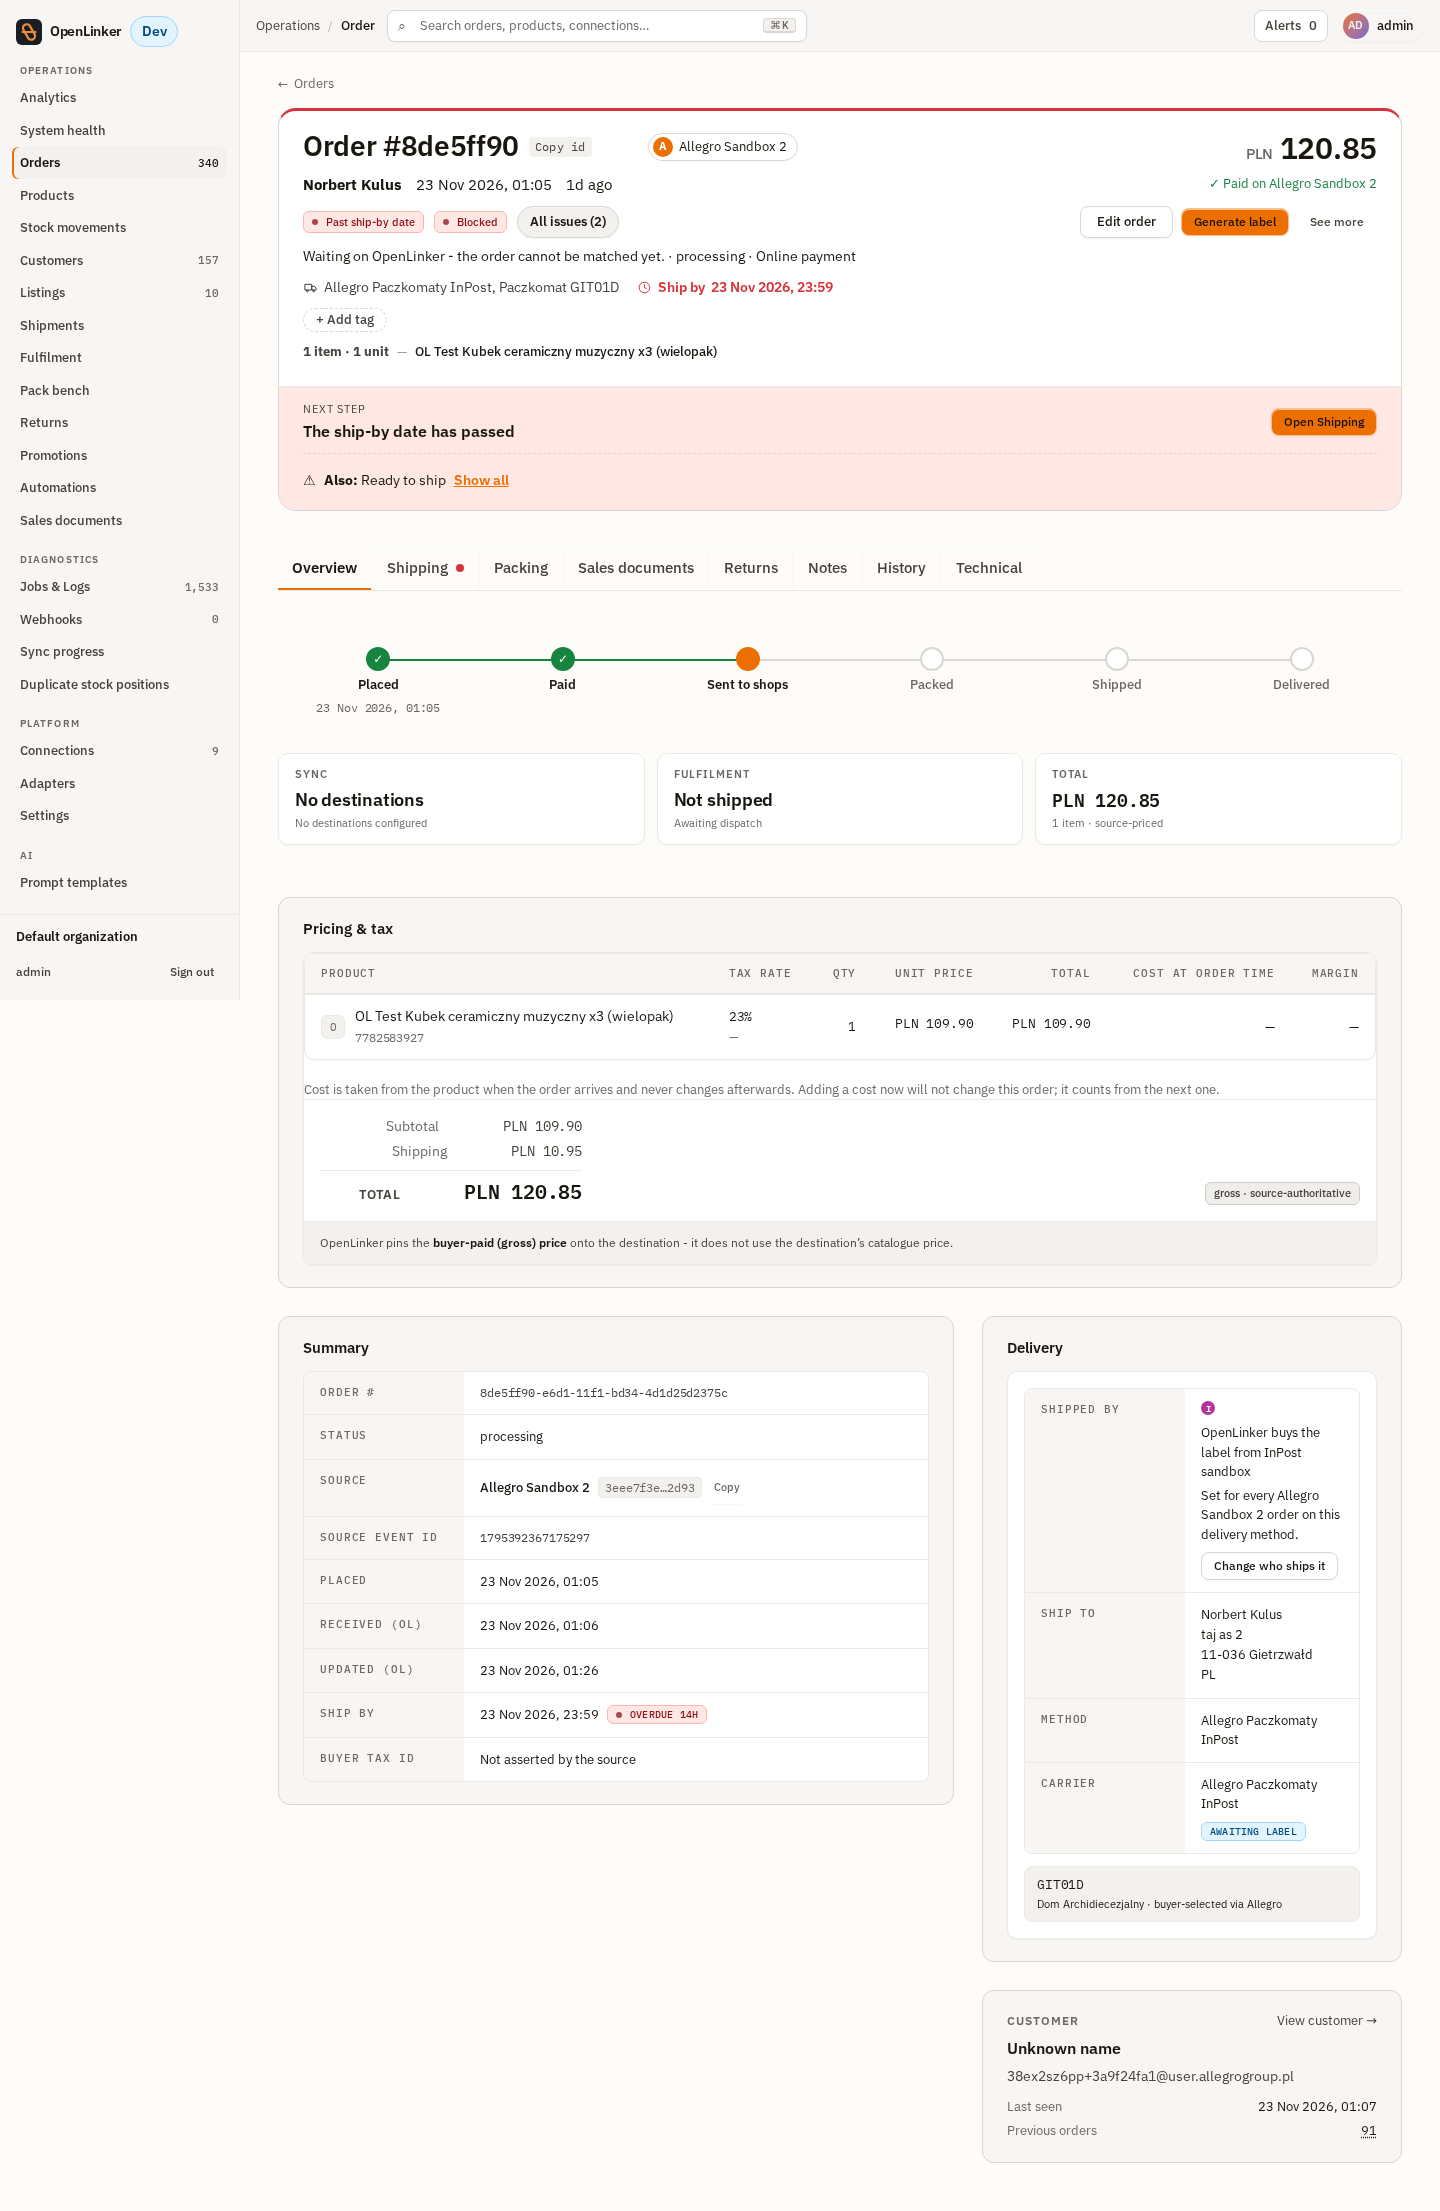 OpenLinker Dev
OPERATIONS
Analytics
System health
Orders 340
Products
Stock movements
Customers 157
Listings 10
Shipments
Fulfilment
Pack bench
Returns
Promotions
Automations
Sales documents
DIAGNOSTICS
Jobs & Logs 1,533
Webhooks 0
Sync progress
Duplicate stock positions
PLATFORM
Connections 9
Adapters
Settings
AI
Prompt templates
Default organization
admin Sign out
Operations / Order
Search orders, products, connections... ⌘K
Alerts 0
AD admin
← Orders
Order #8de5ff90 Copy id A Allegro Sandbox 2
PLN 120.85
Norbert Kulus 23 Nov 2026, 01:05 1d ago
✓ Paid on Allegro Sandbox 2
Past ship-by date Blocked All issues (2)
Edit order Generate label See more
Waiting on OpenLinker - the order cannot be matched yet. · processing · Online payment
Allegro Paczkomaty InPost, Paczkomat GIT01D Ship by 23 Nov 2026, 23:59
+ Add tag
1 item · 1 unit — OL Test Kubek ceramiczny muzyczny x3 (wielopak)
NEXT STEP
The ship-by date has passed
Open Shipping
⚠ Also: Ready to ship Show all
Overview Shipping Packing Sales documents Returns Notes History Technical
✓ ✓
Placed Paid Sent to shops Packed Shipped Delivered
23 Nov 2026, 01:05
SYNC
No destinations
No destinations configured
FULFILMENT
Not shipped
Awaiting dispatch
TOTAL
PLN 120.85
1 item · source-priced
Pricing & tax
PRODUCT TAX RATE QTY UNIT PRICE TOTAL COST AT ORDER TIME MARGIN
O OL Test Kubek ceramiczny muzyczny x3 (wielopak) 23% 1 PLN 109.90 PLN 109.90 — —
7782583927 —
Cost is taken from the product when the order arrives and never changes afterwards. Adding a cost now will not change this order; it counts from the next one.
Subtotal PLN 109.90
Shipping PLN 10.95
TOTAL PLN 120.85
gross · source-authoritative
OpenLinker pins the buyer-paid (gross) price onto the destination - it does not use the destination’s catalogue price.
Summary
ORDER # 8de5ff90-e6d1-11f1-bd34-4d1d25d2375c
STATUS processing
SOURCE Allegro Sandbox 2 3eee7f3e…2d93 Copy
SOURCE EVENT ID 1795392367175297
PLACED 23 Nov 2026, 01:05
RECEIVED (OL) 23 Nov 2026, 01:06
UPDATED (OL) 23 Nov 2026, 01:26
SHIP BY 23 Nov 2026, 23:59 OVERDUE 14H
BUYER TAX ID Not asserted by the source
Delivery
SHIPPED BY I
OpenLinker buys the
label from InPost
sandbox
Set for every Allegro
Sandbox 2 order on this
delivery method.
Change who ships it
SHIP TO Norbert Kulus
taj as 2
11-036 Gietrzwałd
PL
METHOD Allegro Paczkomaty
InPost
CARRIER Allegro Paczkomaty
InPost
AWAITING LABEL
GIT01D
Dom Archidiecezjalny · buyer-selected via Allegro
CUSTOMER View customer →
Unknown name
38ex2sz6pp+3a9f24fa1@user.allegrogroup.pl
Last seen 23 Nov 2026, 01:07
Previous orders 91